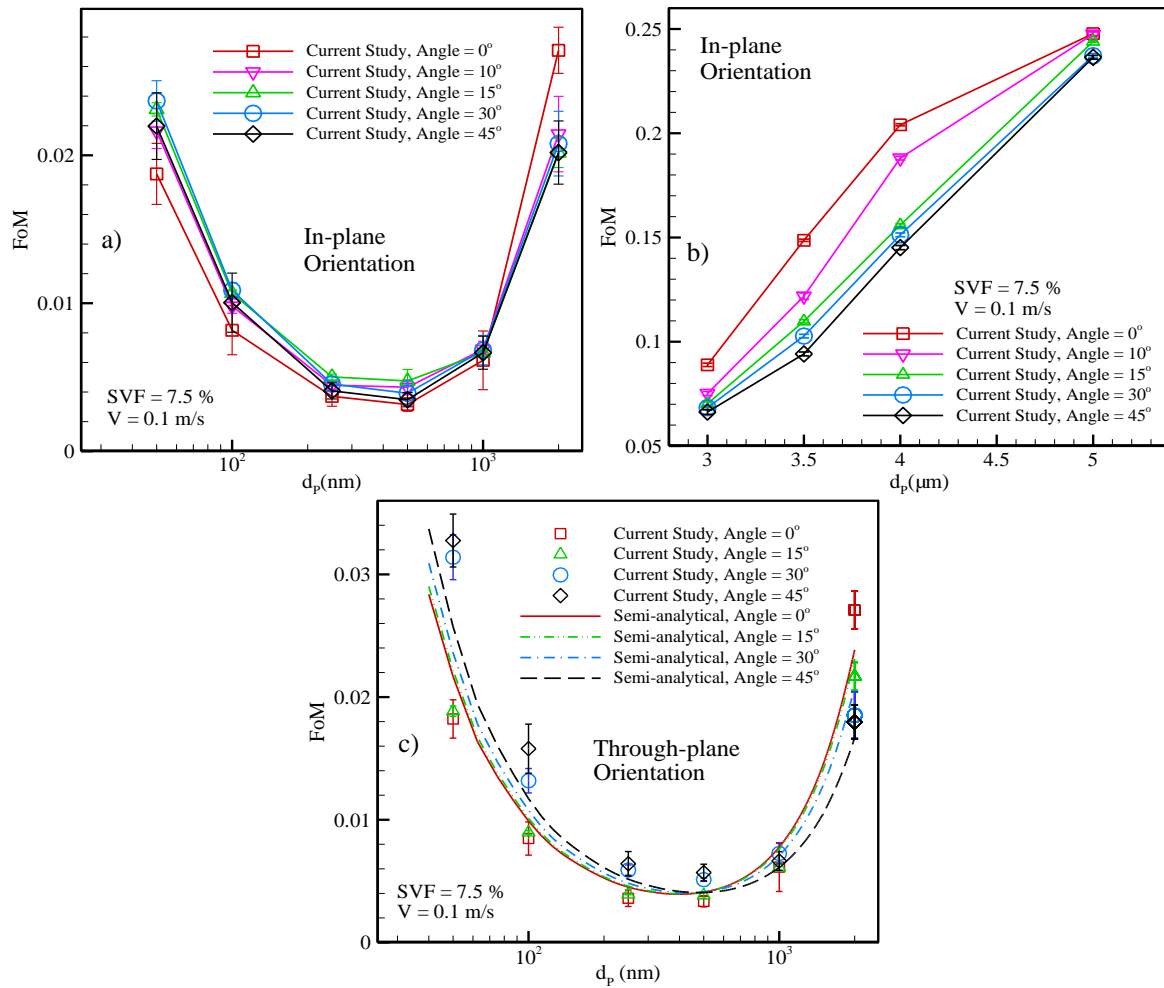 a)
Current Study, Angle = 0°
Current Study, Angle = 10°
Current Study, Angle = 15°
Current Study, Angle = 30°
Current Study, Angle = 45°
In-plane
Orientation
SVF = 7.5 %
V = 0.1 m/s
FoM
0.02
0.01
0
10²
10³
dₚ(nm)
In-plane
Orientation
b)
SVF = 7.5 %
V = 0.1 m/s
Current Study, Angle = 0°
Current Study, Angle = 10°
Current Study, Angle = 15°
Current Study, Angle = 30°
Current Study, Angle = 45°
FoM
0.25
0.2
0.15
0.1
0.05
3
3.5
4
4.5
5
dₚ(µm)
Current Study, Angle = 0°
Current Study, Angle = 15°
Current Study, Angle = 30°
Current Study, Angle = 45°
Semi-analytical, Angle = 0°
Semi-analytical, Angle = 15°
Semi-analytical, Angle = 30°
Semi-analytical, Angle = 45°
c)
Through-plane
Orientation
SVF = 7.5 %
V = 0.1 m/s
FoM
0.03
0.02
0.01
0
10²
10³
dₚ (nm)